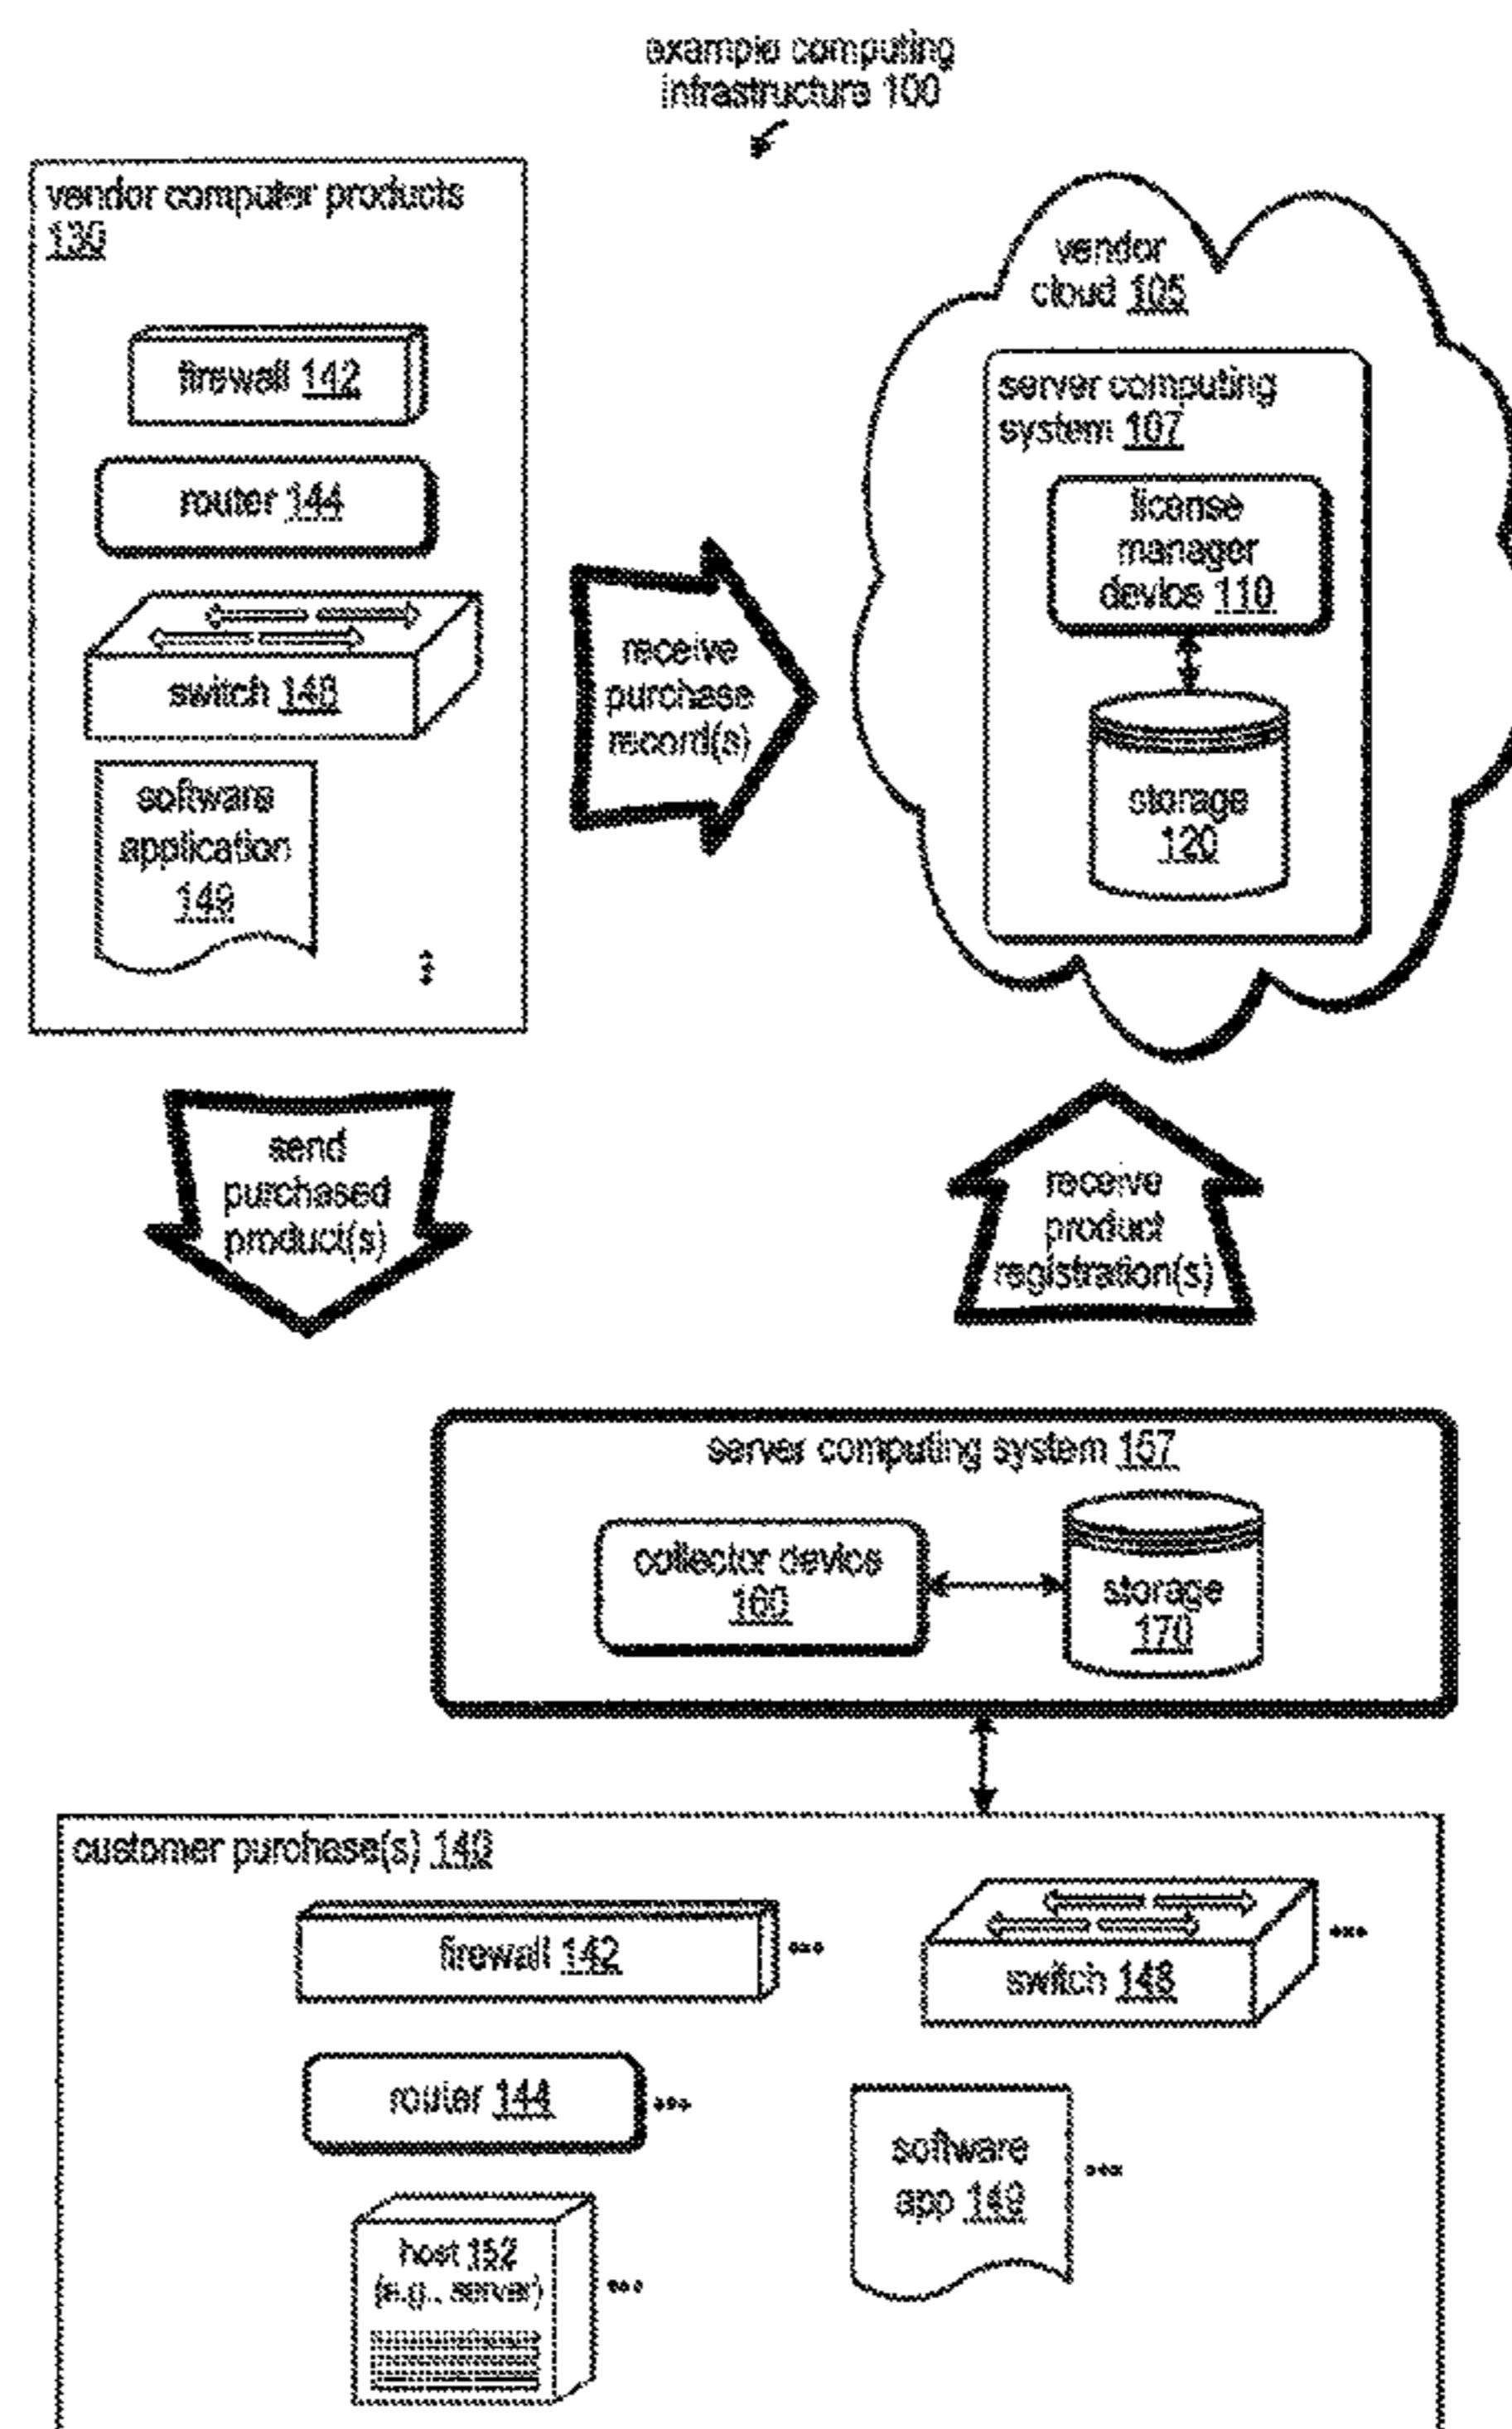 example computing
infrastructure 100
vendor computer products
130
firewall 142
router 144
switch 148
software
application
149
receive
purchase
record(s)
vendor
cloud 105
server computing
system 107
license
manager
device 110
storage
120
send
purchased
product(s)
receive
product
registration(s)
server computing system 157
collector device
160
storage
170
customer purchase(s) 140
firewall 142
switch 148
router 144
software
app 149
host 152
(e.g., server)